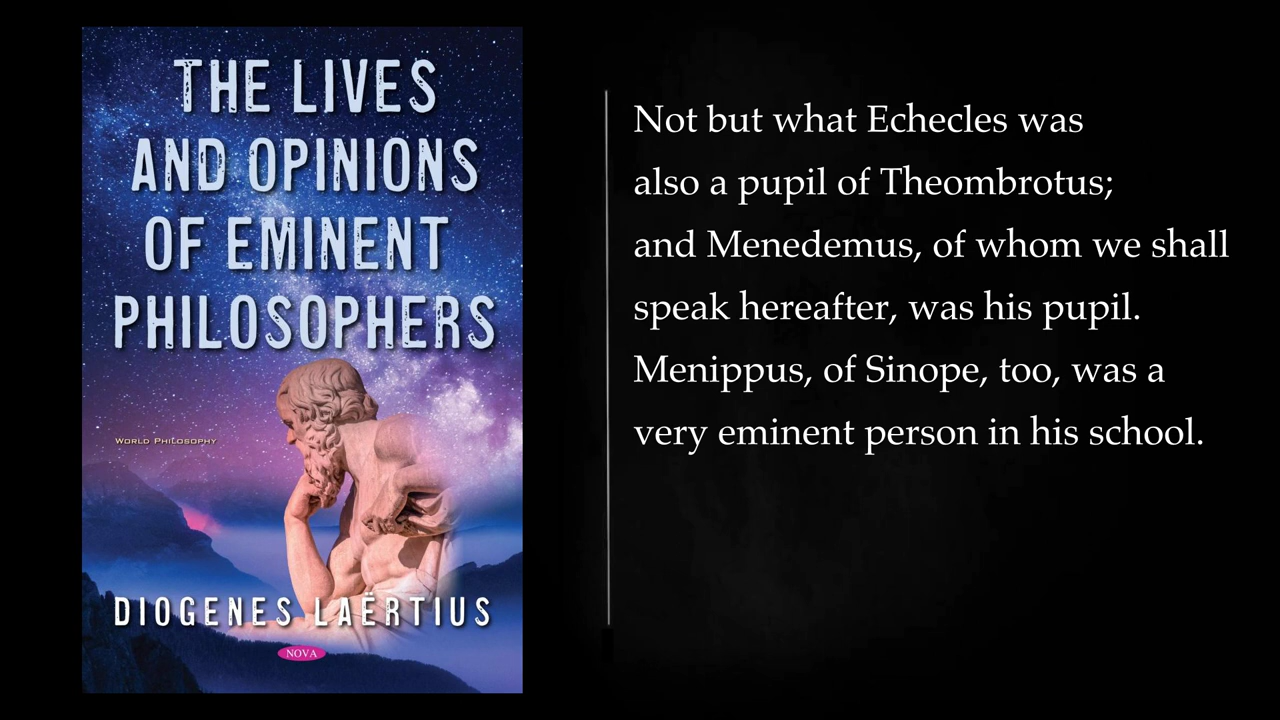 THE LIVES
AND OPINIONS
OF EMINENT
PHILOSOPHERS
WORLD PHILOSOPHY
DIOGENES LAËRTIUS
NOVA
Not but what Echecles was
also a pupil of Theombrotus;
and Menedemus, of whom we shall
speak hereafter, was his pupil.
Menippus, of Sinope, too, was a
very eminent person in his school.